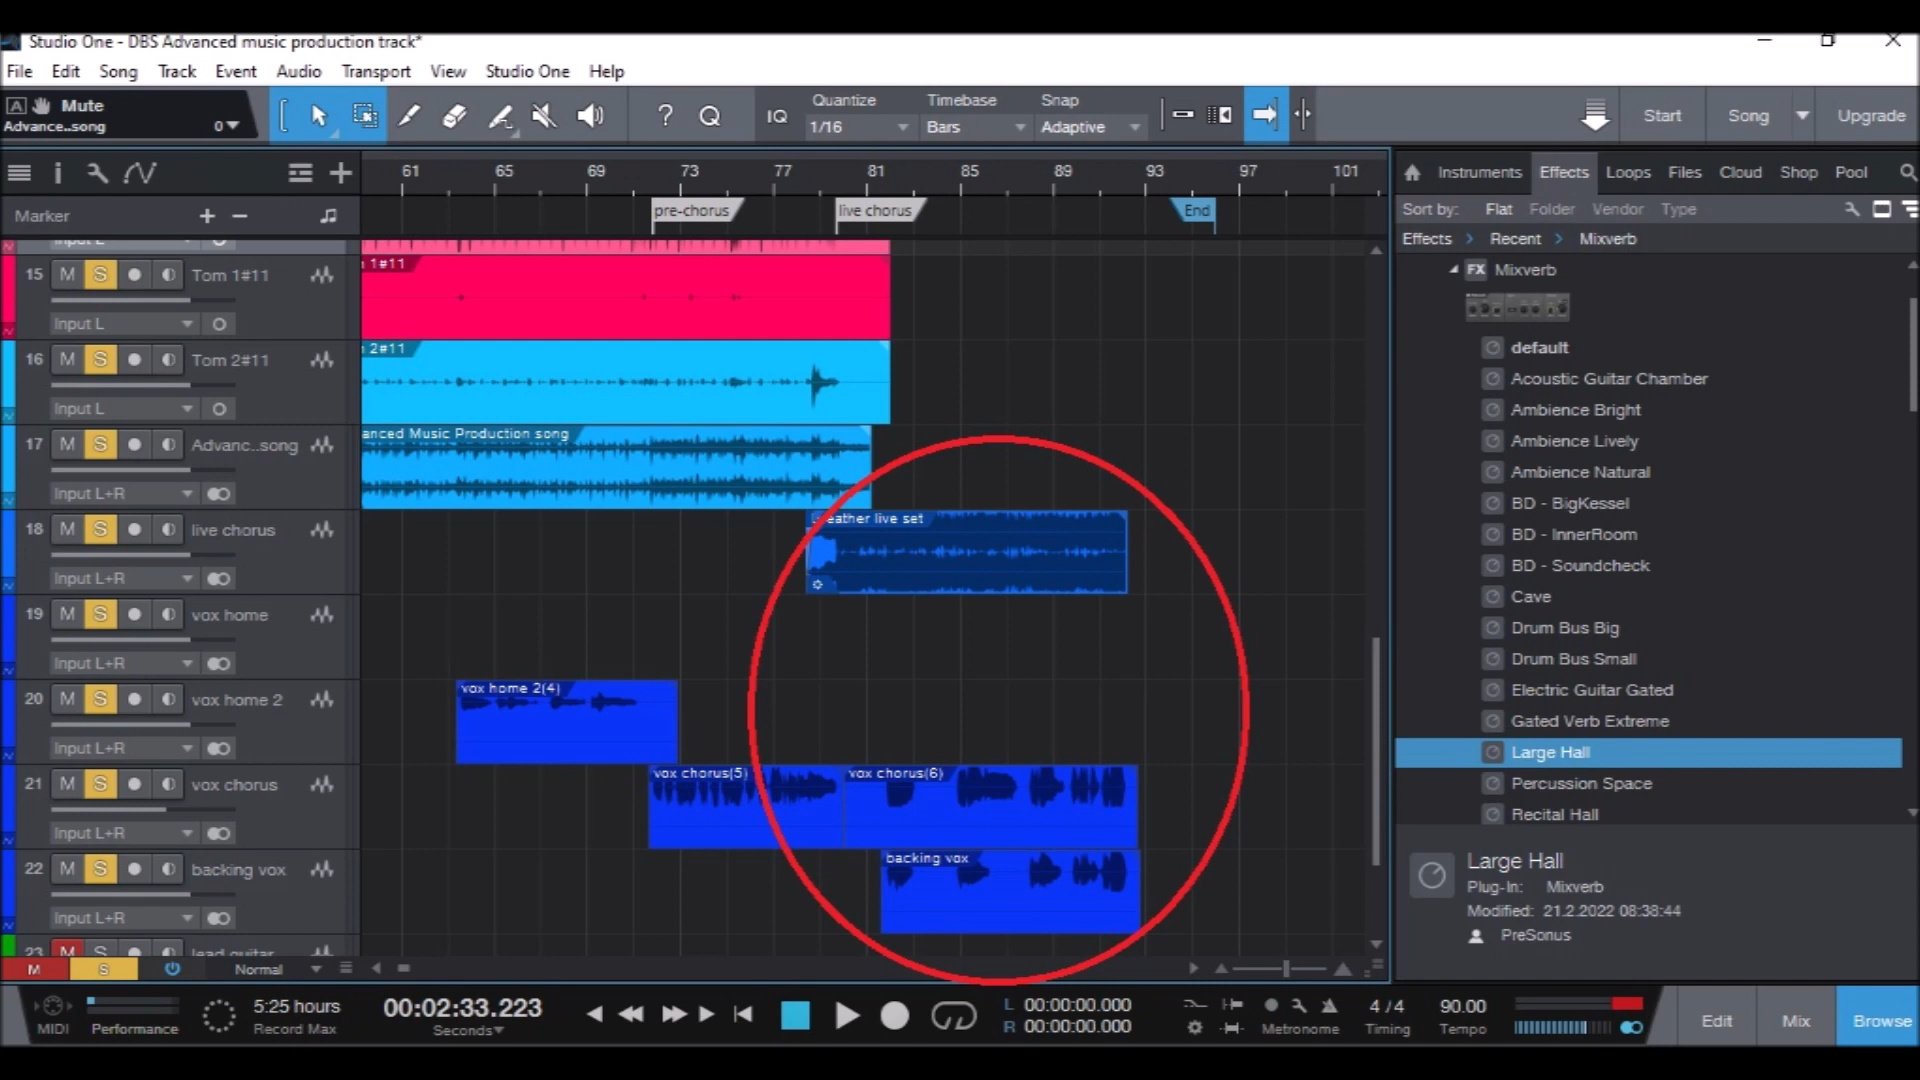 Studio One - DBS Advanced music production track*
File Edit Song Track Event Audio Transport View Studio One Help
A Mute
Advance..song 0
? Q IQ
Quantize Timebase Snap
1/16 Bars Adaptive
Start Song Upgrade
61 65 69 73 77 81 85 89 93 97 101
Instruments Effects Loops Files Cloud Shop Pool
Marker + −
pre-chorus live chorus End
Sort by: Flat Folder Vendor Type
Effects > Recent > Mixverb
Input L
15 M S Tom 1#11
1#11
Input L
16 M S Tom 2#11
2#11
Input L
17 M S Advanc..song
anced Music Production song
Input L+R
18 M S live chorus
eather live set
Input L+R
19 M S vox home
Input L+R
20 M S vox home 2
vox home 2(4)
Input L+R
21 M S vox chorus
vox chorus(5) vox chorus(6)
Input L+R
22 M S backing vox
backing vox
Input L+R
23 M S lead guitar
M S Normal
FX Mixverb
default
Acoustic Guitar Chamber
Ambience Bright
Ambience Lively
Ambience Natural
BD - BigKessel
BD - InnerRoom
BD - Soundcheck
Cave
Drum Bus Big
Drum Bus Small
Electric Guitar Gated
Gated Verb Extreme
Large Hall
Percussion Space
Recital Hall
Large Hall
Plug-In: Mixverb
Modified: 21.2.2022 08:38:44
PreSonus
MIDI Performance
5:25 hours
Record Max
00:02:33.223
Seconds
L 00:00:00.000
R 00:00:00.000
Metronome
4 / 4
Timing
90.00
Tempo
Edit Mix Browse